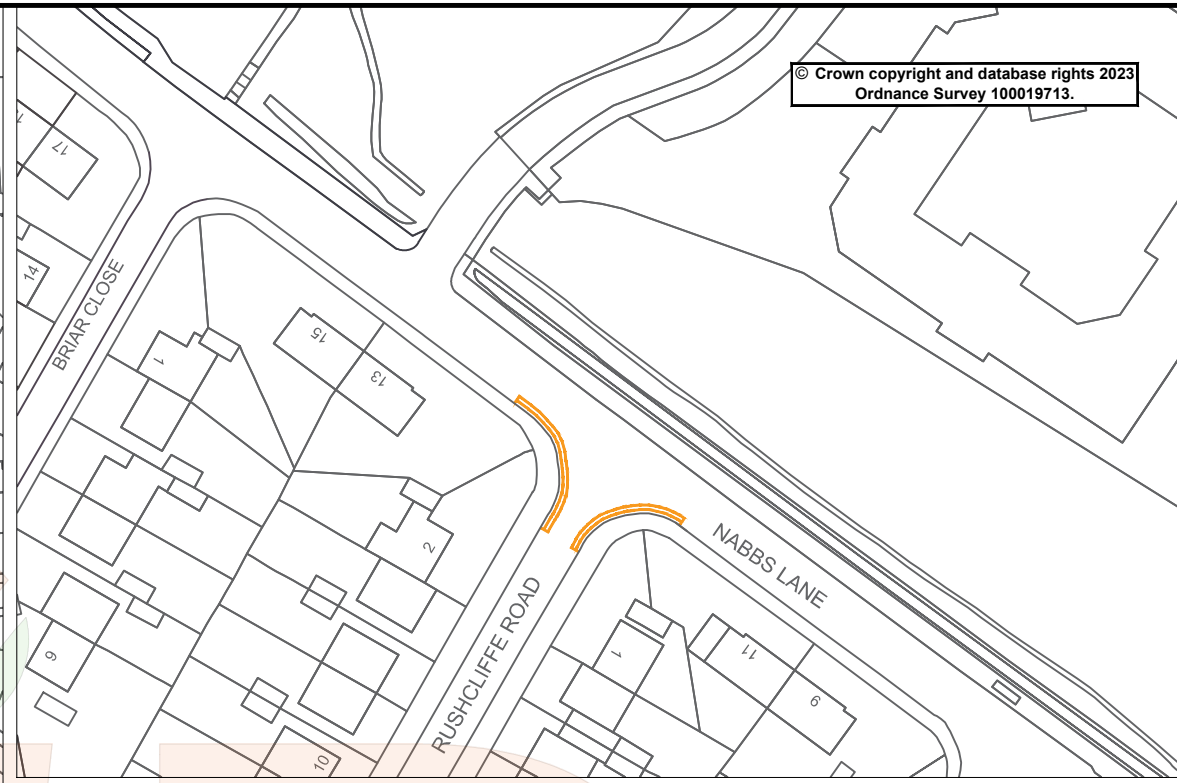 © Crown copyright and database rights 2023
Ordnance Survey 100019713.
17
14
BRIAR CLOSE
1
15
13
2
NABBS LANE
RUSHCLIFFE ROAD
1
11
9
9
10